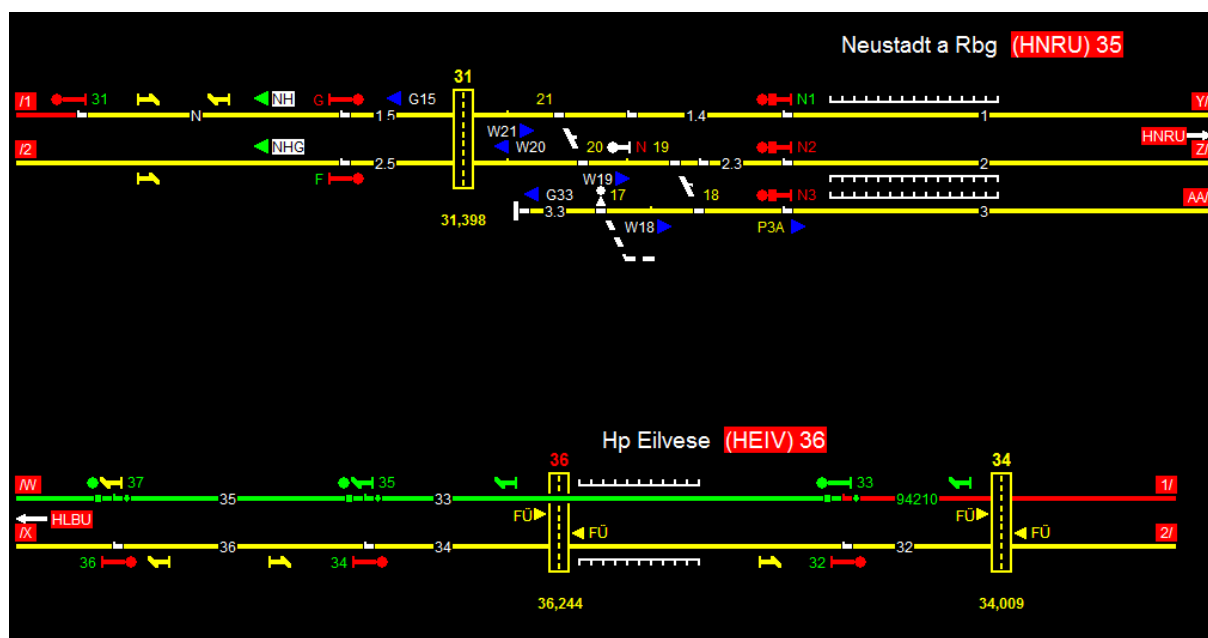 Neustadt a Rbg (HNRU) 35
31
/1 31 NH G G15 21 N1 Y/
N 1.5 1.4 1
W21 HNRU
/2 NHG W20 20 N 19 N2 Z/
2.5 2.3 2
F W19
G33 17 18 N3 AA/
3.3 3
31,398 W18 P3A
Hp Eilvese (HEIV) 36
36 34
/W 37 35 33 1/
35 33 94210
HLBU FÜ FÜ
/X FÜ FÜ 2/
36 34 32
36 34 32
36,244 34,009